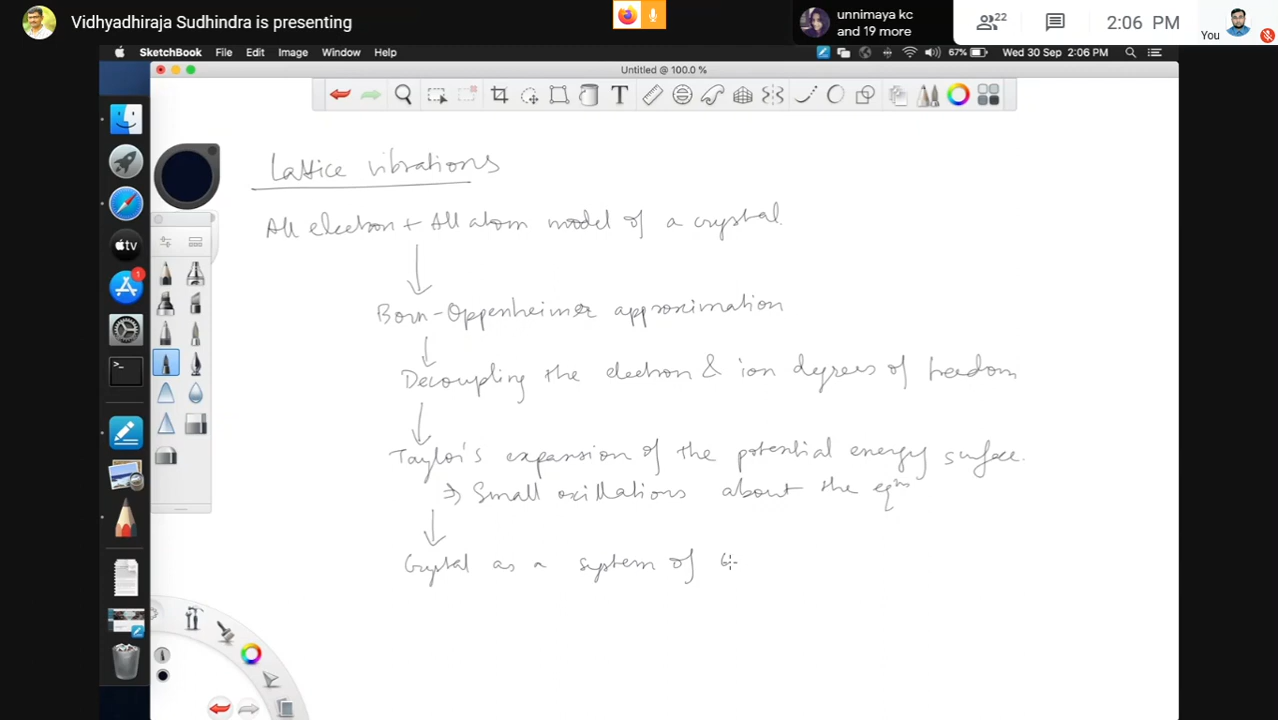 Vidhyadhiraja Sudhindra is presenting
unnimaya kc
and 19 more
22
2:06 PM
You
SketchBook File Edit Image Window Help
67% Wed 30 Sep 2:06 PM
Untitled @ 100.0 %
T
tv
1
>_
Lattice vibrations
All electron + All atom model of a crystal.
↓
Born-Oppenheimer approximation
↓
Decoupling the electron & ion degrees of freedom
↓
Taylor's expansion of the potential energy surface.
⇒ Small oscillations about the eqm
↓
Crystal as a system of